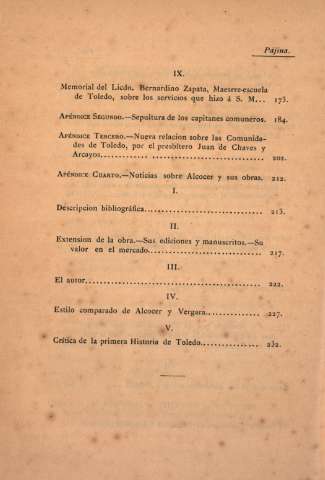 Página.
IX.
Memorial del Licdo. Bernardino Zapata, Maestre-escuela
de Toledo, sobre los servicios que hizo á S. M... 173.
Apéndice Segundo.—Sepultura de los capitanes comuneros. 184.
Apéndice Tercero.—Nueva relacion sobre las Comunida-
des de Toledo, por el presbítero Juan de Chaves y
Arcayos........................................ 202.
Apéndice Cuarto.—Noticias sobre Alcocer y sus obras. 212.
I.
Descripcion bibliográfica............................ 213.
II.
Extension de la obra.—Sus ediciones y manuscritos.—Su
valor en el mercado............................ 217.
III.
El autor............................................. 222.
IV.
Estilo comparado de Alcocer y Vergara.............. 227.
V.
Crítica de la primera Historia de Toledo.............. 232.